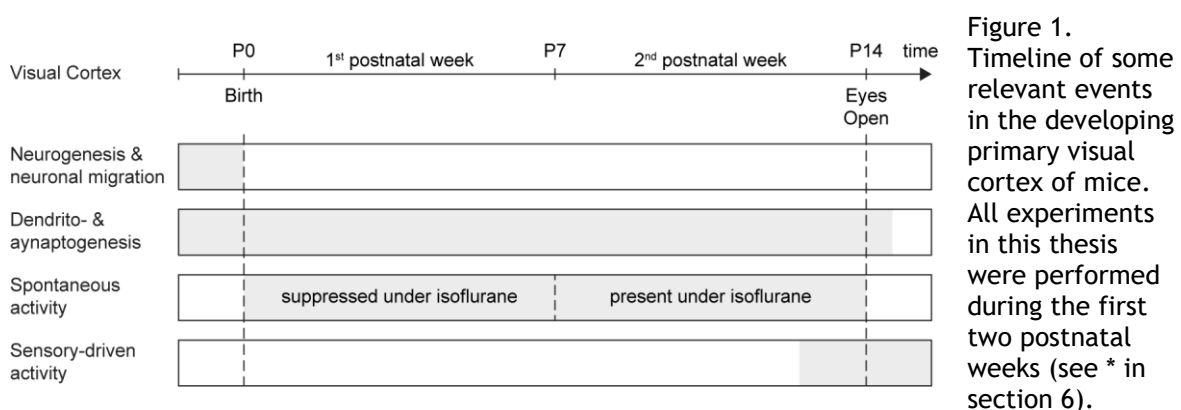 P0 1st postnatal week P7 2nd postnatal week P14 time
Visual Cortex
Birth Eyes
Open
Neurogenesis &
neuronal migration
Dendrito- &
aynaptogenesis
Spontaneous
activity
suppressed under isoflurane present under isoflurane
Sensory-driven
activity
Figure 1.
Timeline of some
relevant events
in the developing
primary visual
cortex of mice.
All experiments
in this thesis
were performed
during the first
two postnatal
weeks (see * in
section 6).